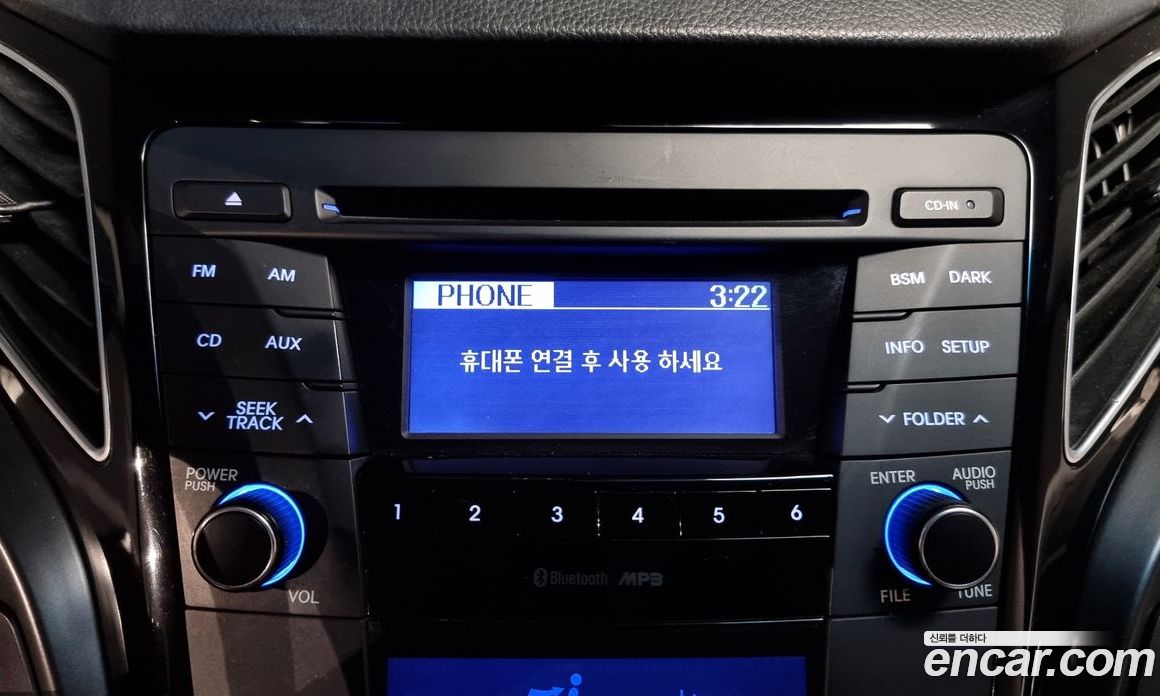 CD-IN
FM AM
BSM DARK
PHONE 3:22
CD AUX
INFO SETUP
휴대폰 연결 후 사용 하세요
SEEK
TRACK
FOLDER
POWER
PUSH
ENTER AUDIO
PUSH
1 2 3 4 5 6
Bluetooth MP3
VOL
FILE TUNE
신뢰를 더하다
encar.com